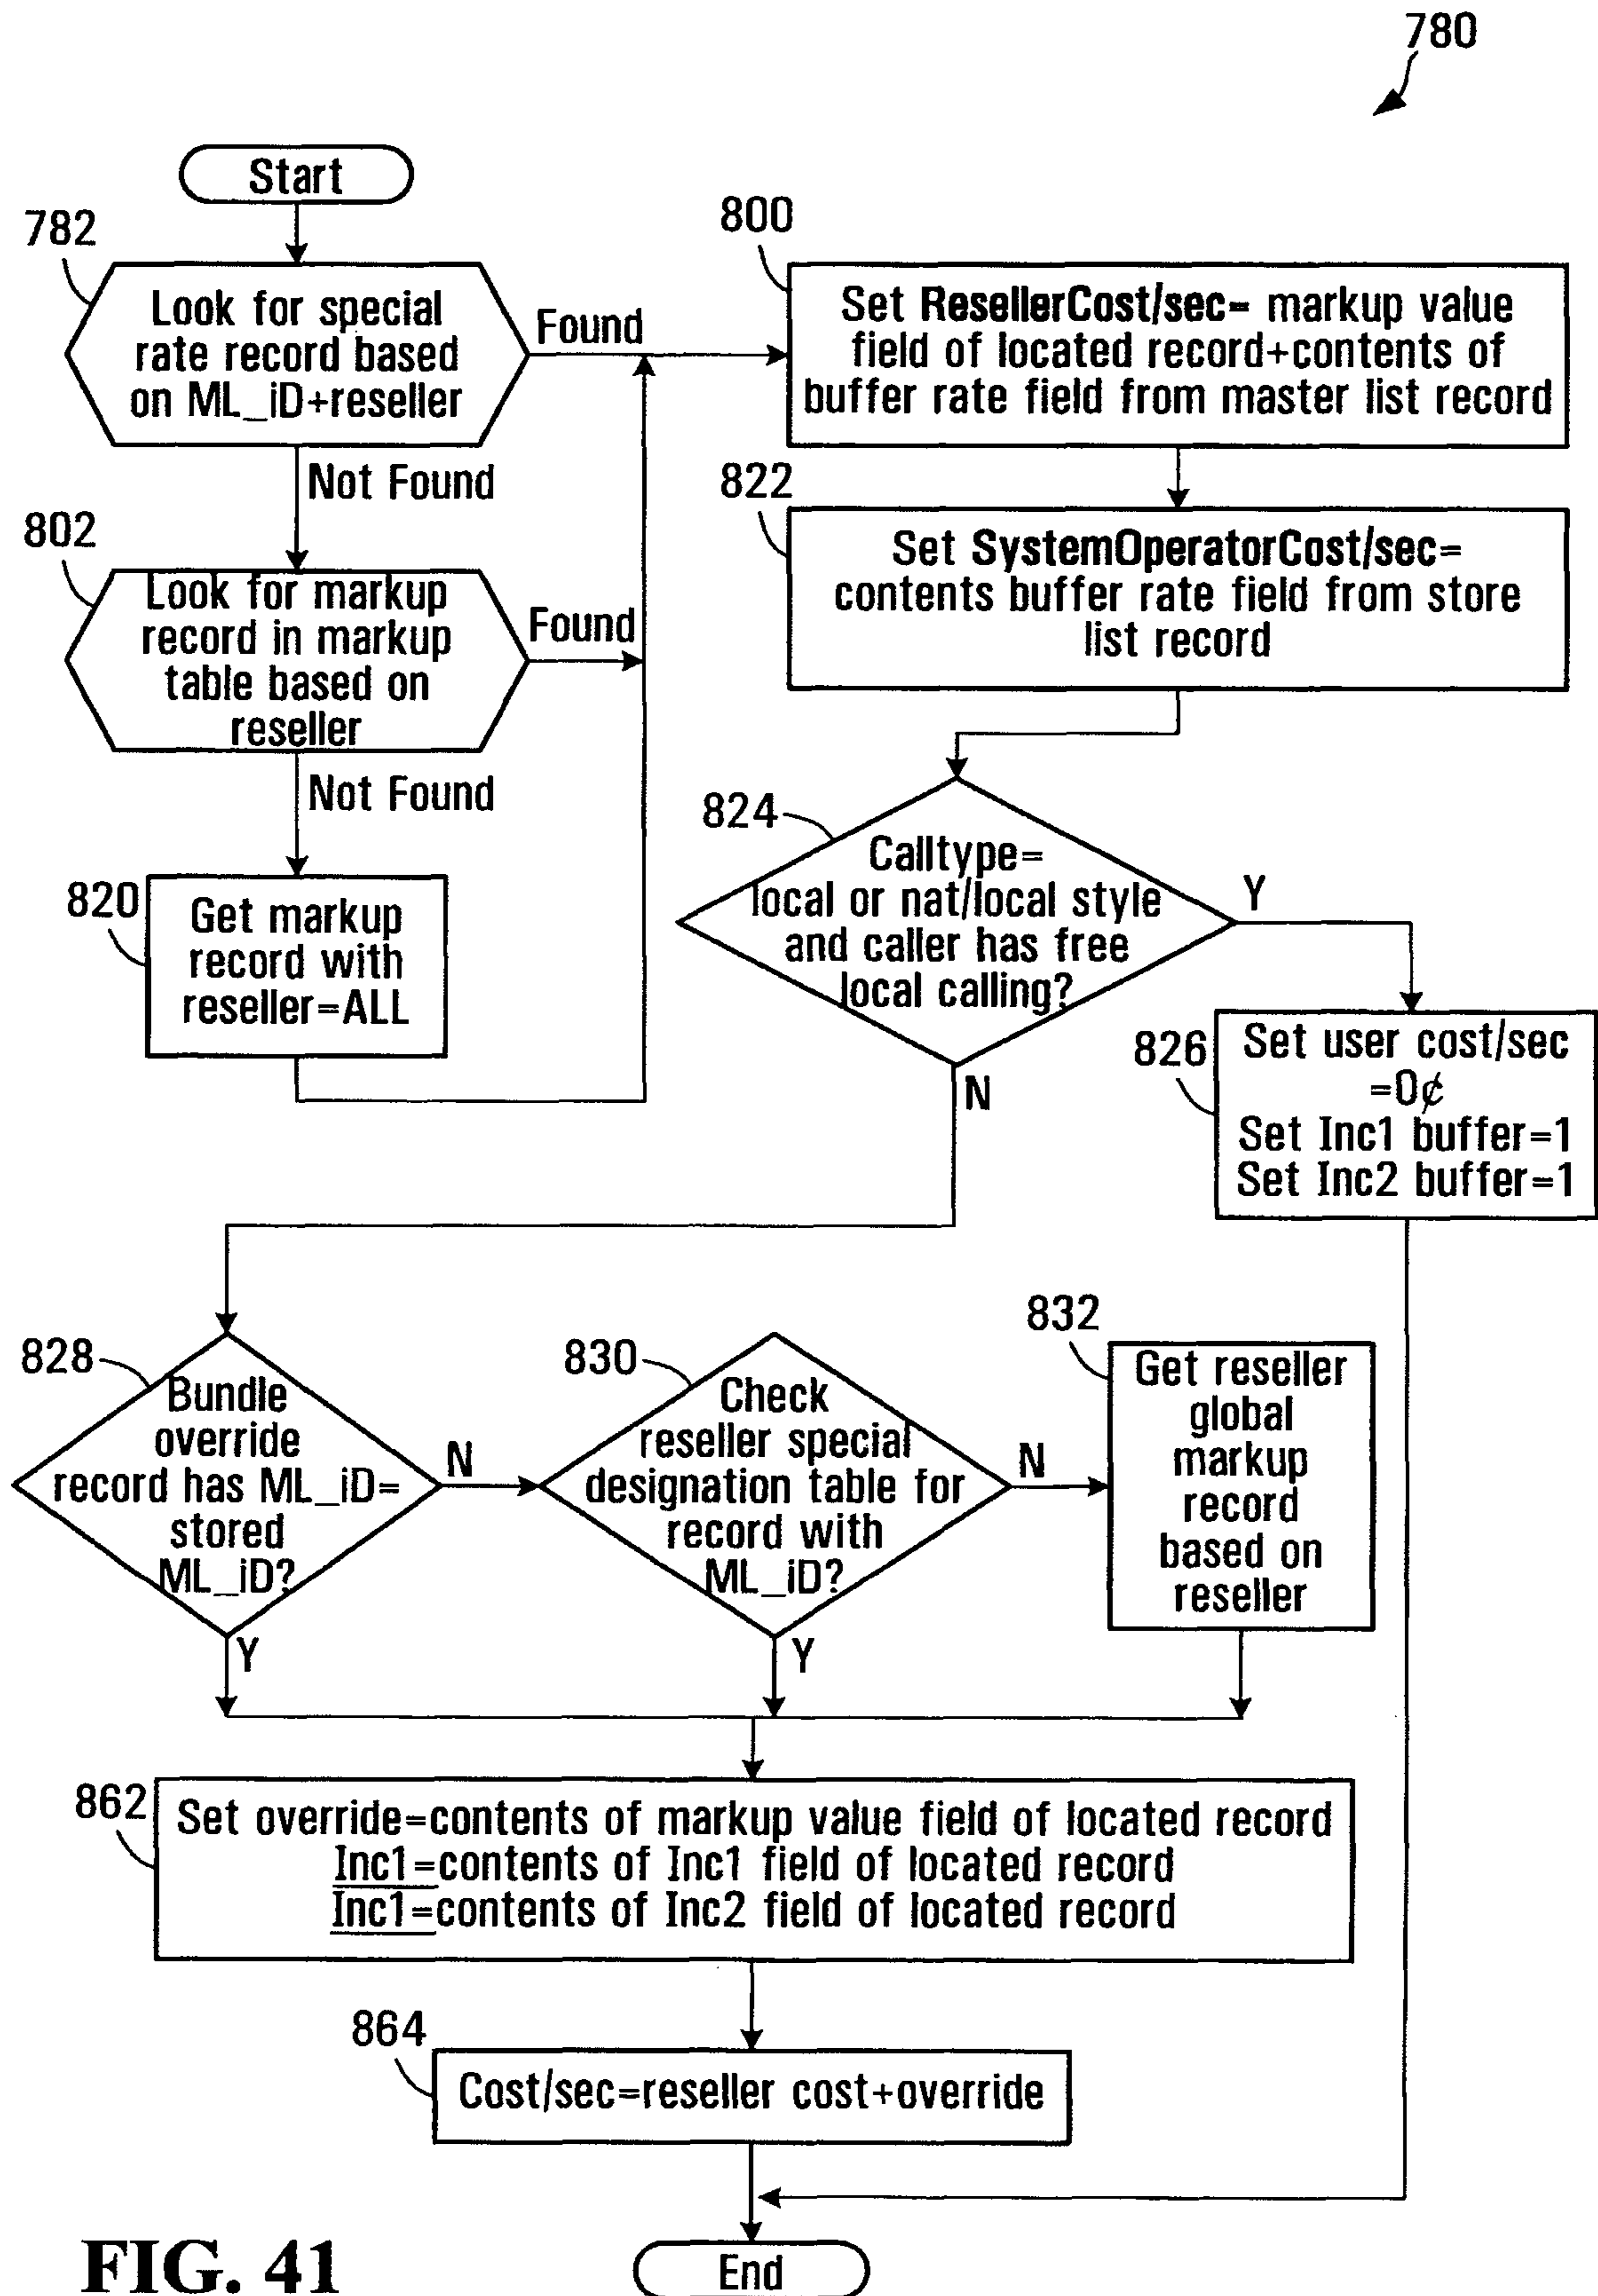 780
Start
782
Look for special
rate record based
on ML_iD+reseller
Found
Not Found
802
Look for markup
record in markup
table based on
reseller
Found
Not Found
820
Get markup
record with
reseller=ALL
800
Set ResellerCost/sec= markup value
field of located record+contents of
buffer rate field from master list record
822
Set SystemOperatorCost/sec=
contents buffer rate field from store
list record
824
Calltype=
local or nat/local style
and caller has free
local calling?
Y
N
826
Set user cost/sec
=0¢
Set Inc1 buffer=1
Set Inc2 buffer=1
828
Bundle
override
record has ML_iD=
stored
ML_iD?
N
Y
830
Check
reseller special
designation table for
record with
ML_iD?
N
Y
832
Get reseller
global
markup
record
based on
reseller
862
Set override=contents of markup value field of located record
Inc1=contents of Inc1 field of located record
Inc1=contents of Inc2 field of located record
864
Cost/sec=reseller cost+override
End
FIG. 41